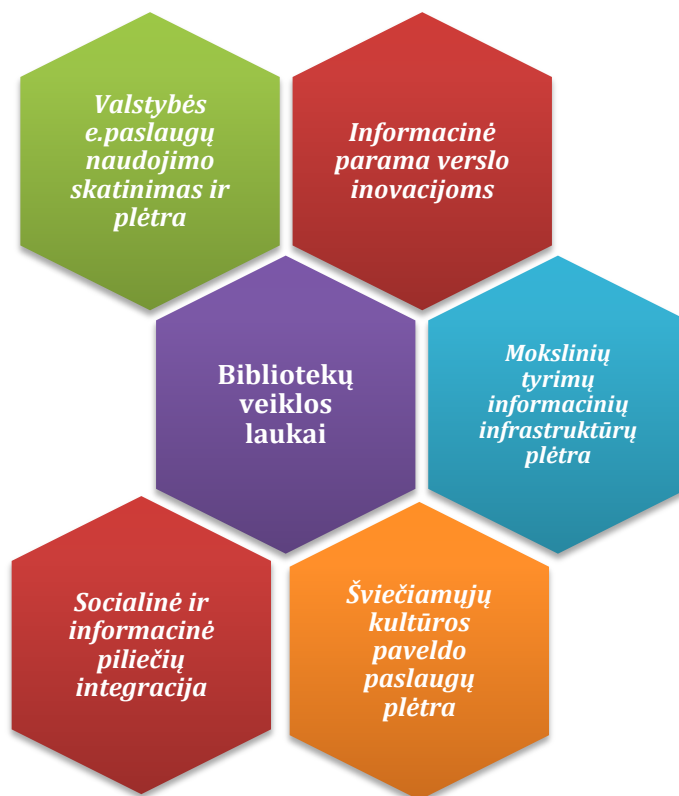 Valstybės
e.paslaugų
naudojimo
skatinimas ir
plėtra
Informacinė
parama verslo
inovacijoms
Bibliotekų
veiklos
laukai
Mokslinių
tyrimų
informacinių
infrastruktūrų
plėtra
Socialinė ir
informacinė
piliečių
integracija
Šviečiamųjų
kultūros
paveldo
paslaugų
plėtra